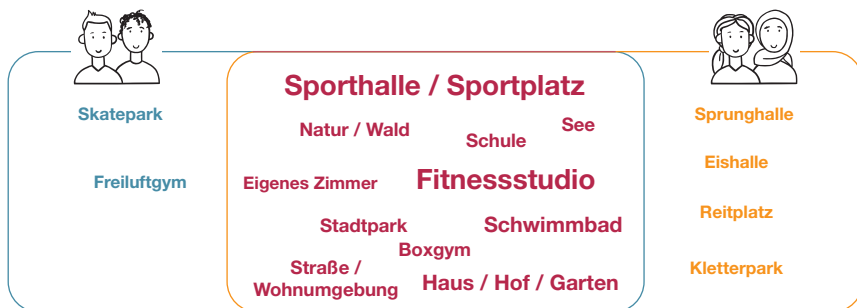 Sporthalle / Sportplatz
Skatepark
Natur / Wald
Schule
See
Sprunghalle
Eishalle
Freiluftgym
Eigenes Zimmer
Fitnessstudio
Reitplatz
Stadtpark
Schwimmbad
Boxgym
Straße /
Wohnumgebung
Haus / Hof / Garten
Kletterpark